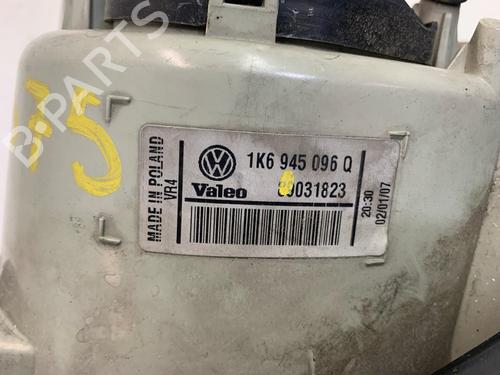 B-PARTS
MADE IN POLAND
VR4
1K6 945 096 Q
Valeo
89031823
20:30
02/01/07